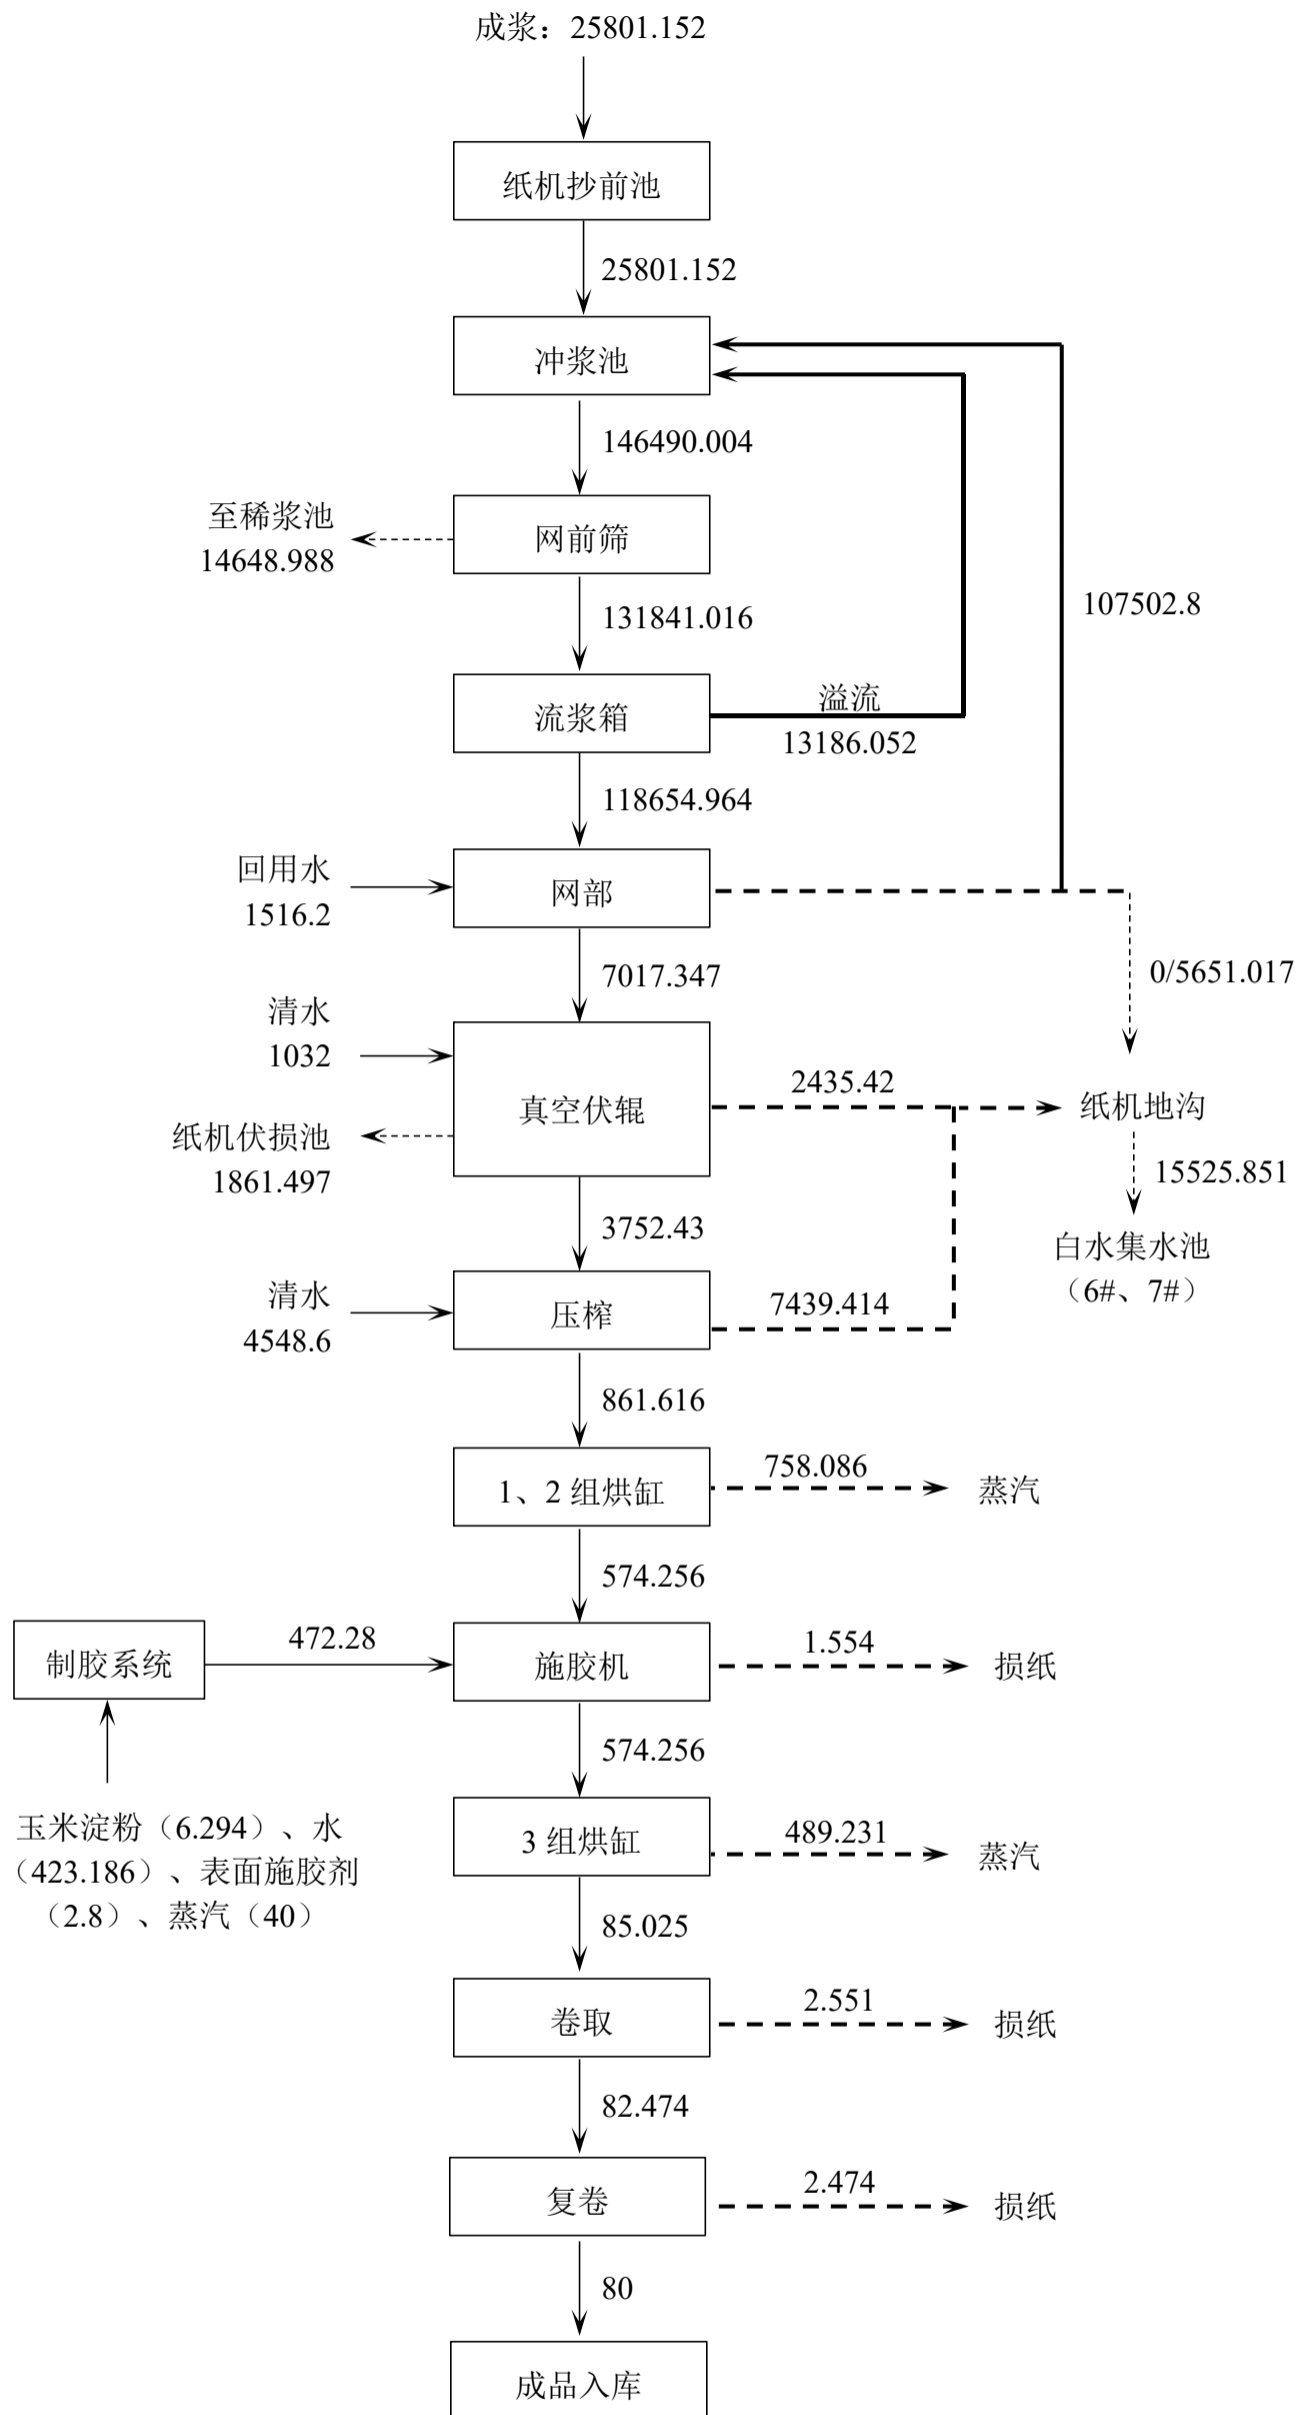 成浆：25801.152
纸机抄前池
25801.152
冲浆池
146490.004
至稀浆池
14648.988
网前筛
107502.8
131841.016
流浆箱
溢流
13186.052
118654.964
回用水
1516.2
网部
7017.347
0/5651.017
清水
1032
真空伏辊
2435.42
纸机地沟
纸机伏损池
1861.497
15525.851
3752.43
白水集水池
（6#、7#）
清水
4548.6
压榨
7439.414
861.616
1、2 组烘缸
758.086
蒸汽
574.256
制胶系统
472.28
施胶机
1.554
损纸
574.256
玉米淀粉（6.294）、水
（423.186）、表面施胶剂
（2.8）、蒸汽（40）
3 组烘缸
489.231
蒸汽
85.025
卷取
2.551
损纸
82.474
复卷
2.474
损纸
80
成品入库